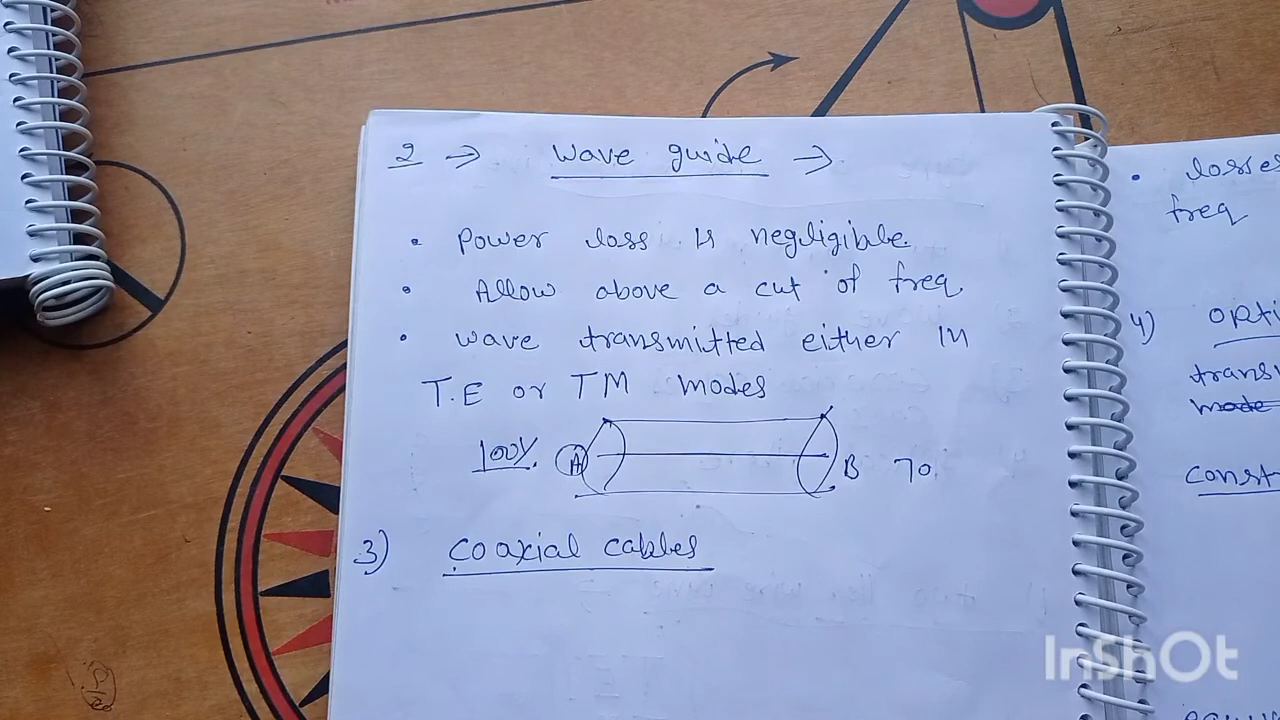 2 → Wave guide →
• Power loss is negligible.
• Allow above a cut of freq
• wave transmitted either in
T.E or TM modes
100%. A B 70.
3) coaxial cables
• losses
freq
4) opti
trans
mode
const
InShOt